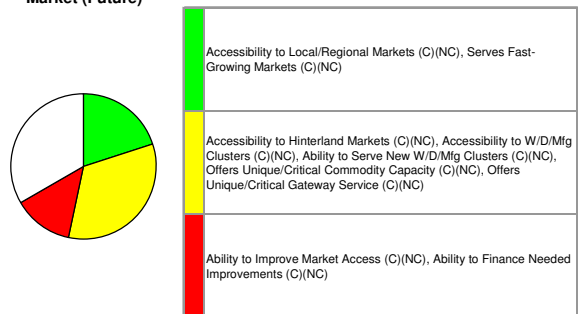 Market (Future)
Accessibility to Local/Regional Markets (C)(NC), Serves Fast-
Growing Markets (C)(NC)
Accessibility to Hinterland Markets (C)(NC), Accessibility to W/D/Mfg
Clusters (C)(NC), Ability to Serve New W/D/Mfg Clusters (C)(NC),
Offers Unique/Critical Commodity Capacity (C)(NC), Offers
Unique/Critical Gateway Service (C)(NC)
Ability to Improve Market Access (C)(NC), Ability to Finance Needed
Improvements (C)(NC)